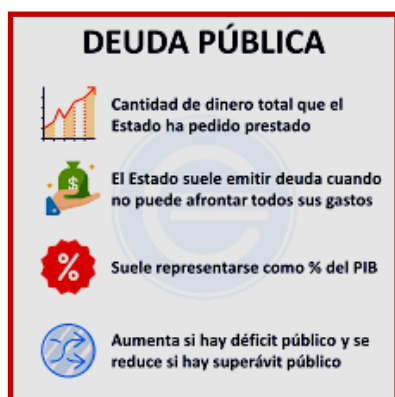 DEUDA PÚBLICA
Cantidad de dinero total que el
Estado ha pedido prestado
$
El Estado suele emitir deuda cuando
no puede afrontar todos sus gastos
%
Suele representarse como % del PIB
Aumenta si hay déficit público y se
reduce si hay superávit público